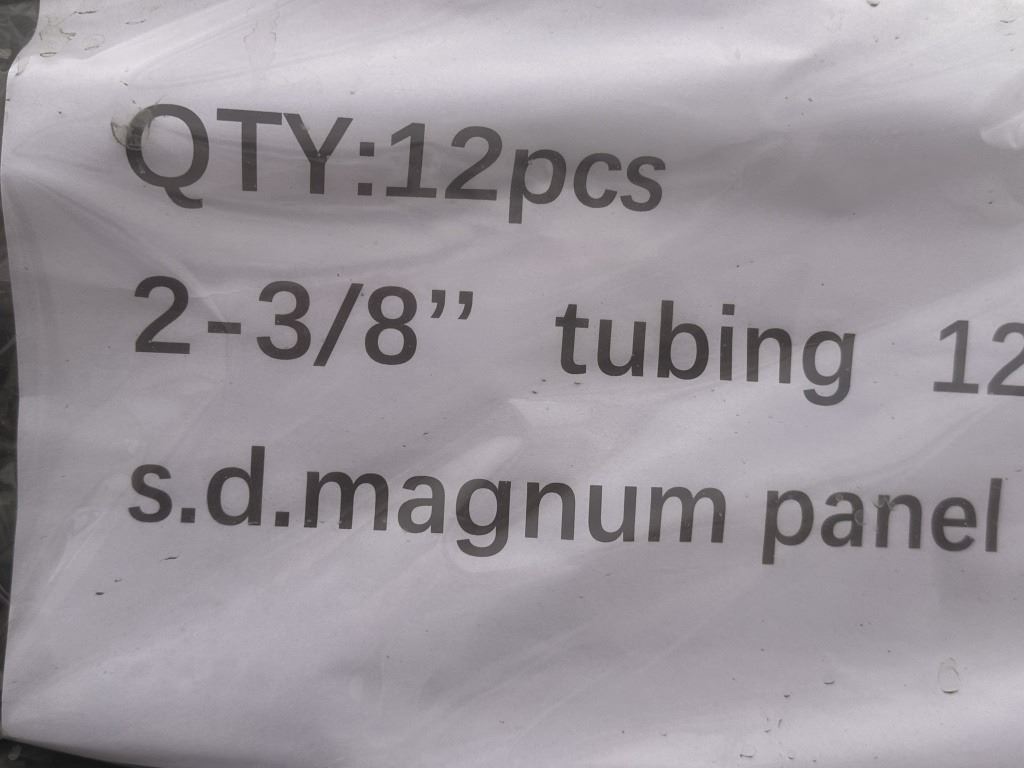 QTY:12pcs
2-3/8” tubing 12
s.d.magnum panel